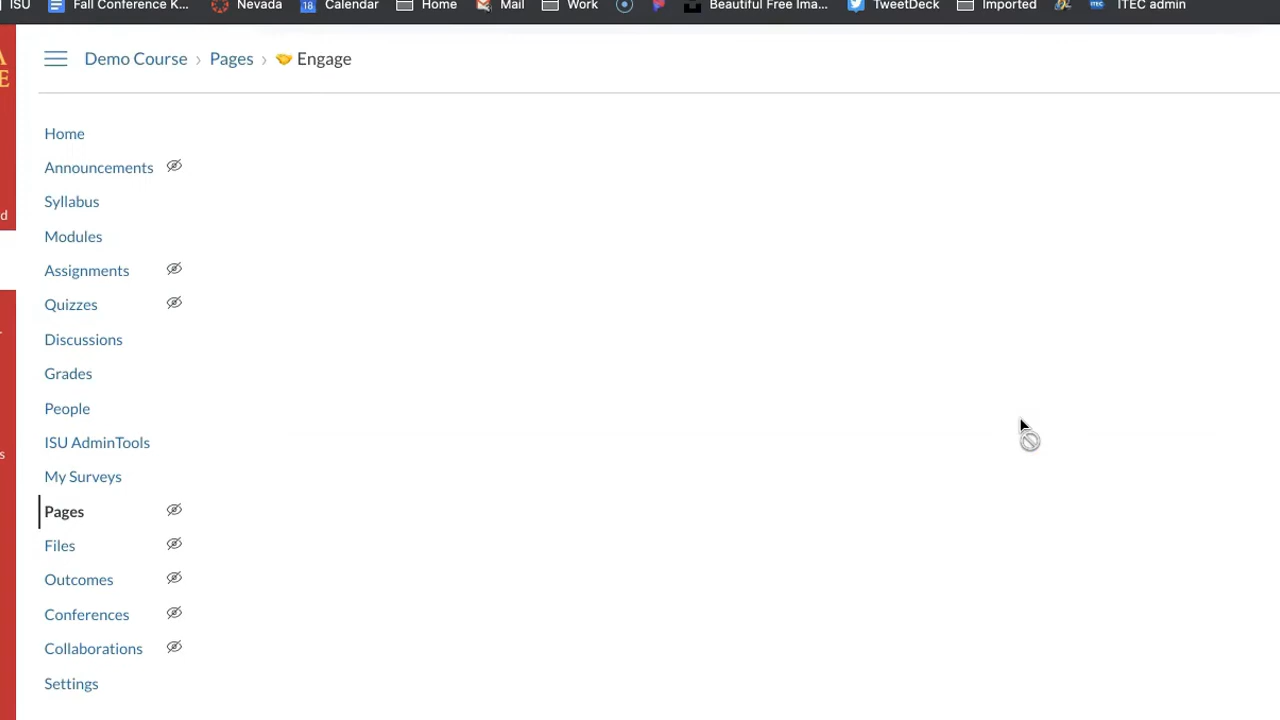 ISU Fall Conference K... Nevada Calendar Home Mail Work Beautiful Free Ima... TweetDeck Imported ITEC admin
Demo Course › Pages › 🤝 Engage
Home
Announcements
Syllabus
Modules
Assignments
Quizzes
Discussions
Grades
People
ISU AdminTools
My Surveys
Pages
Files
Outcomes
Conferences
Collaborations
Settings